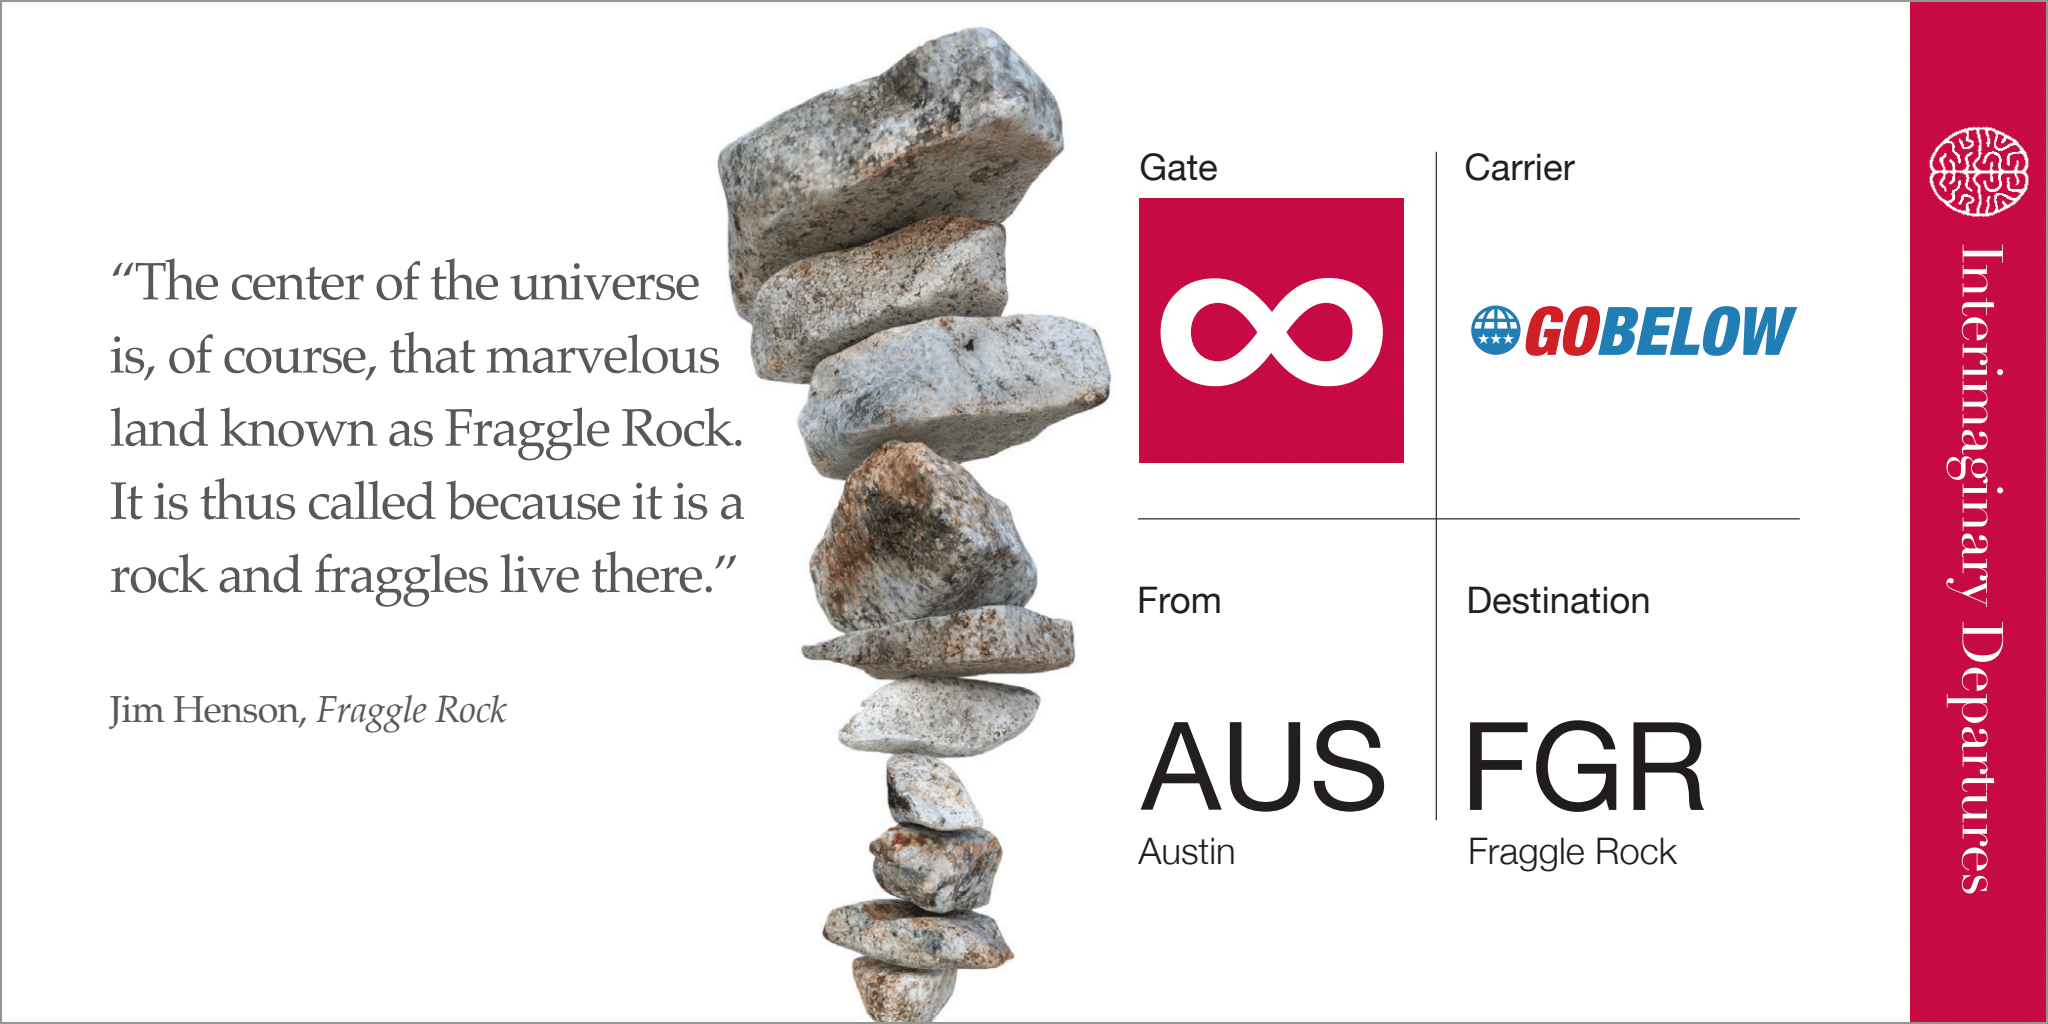 “The center of the universe
is, of course, that marvelous
land known as Fraggle Rock.
It is thus called because it is a
rock and fraggles live there.”
Jim Henson, Fraggle Rock
Gate
∞
Carrier
GOBELOW
From
AUS
Austin
Destination
FGR
Fraggle Rock
Interimaginary Departures